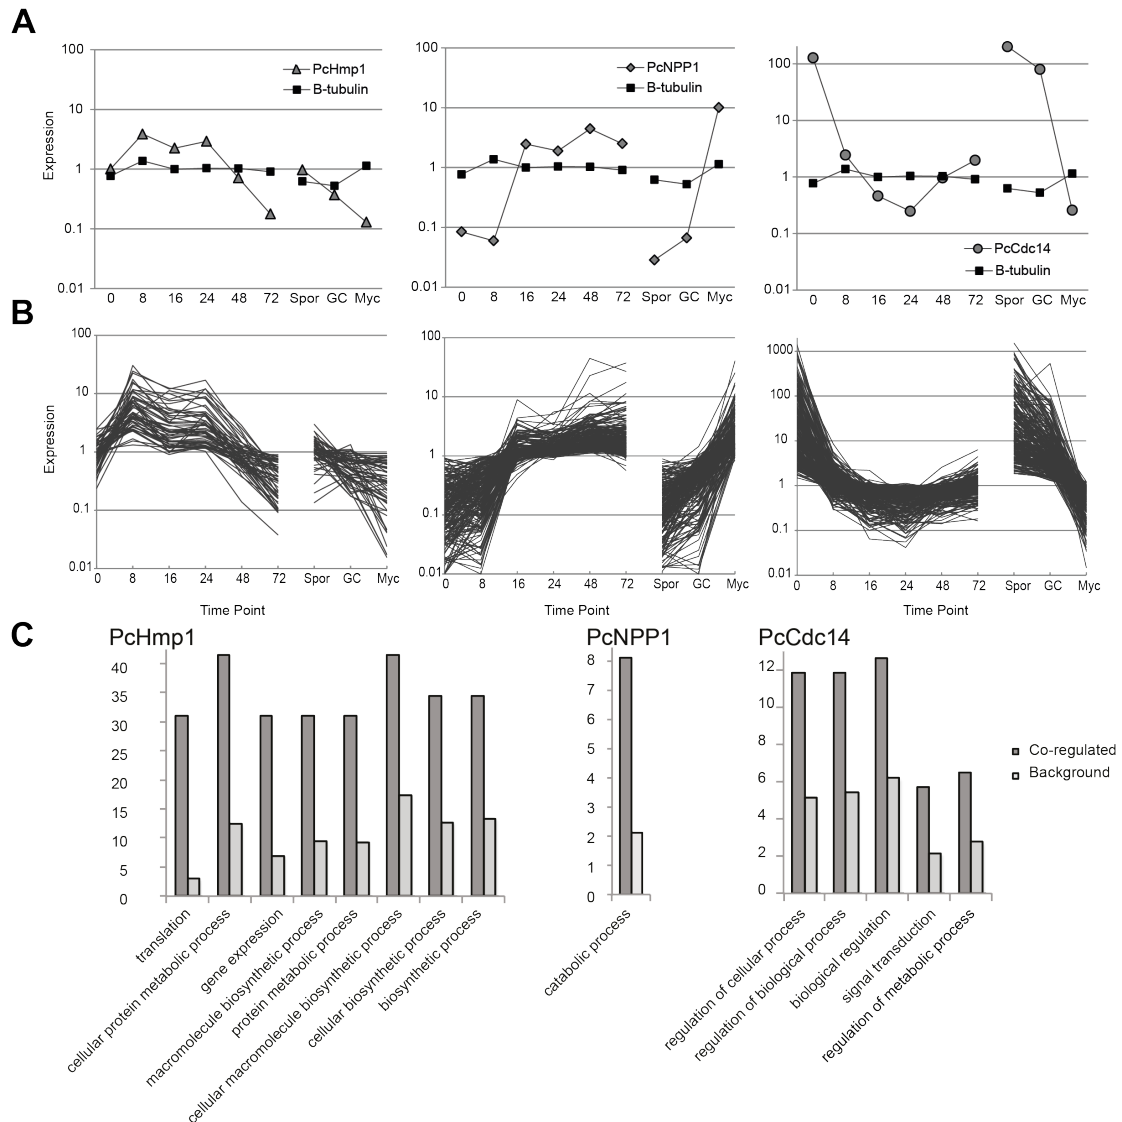 A
100
10
1
0.1
0.01
Expression
PcHmp1
B-tubulin
0 8 16 24 48 72 Spor GC Myc
100
10
1
0.1
0.01
PcNPP1
B-tubulin
0 8 16 24 48 72 Spor GC Myc
100
10
1
0.1
0.01
PcCdc14
B-tubulin
0 8 16 24 48 72 Spor GC Myc
B
100
10
1
0.1
0.01
Expression
0 8 16 24 48 72 Spor GC Myc
Time Point
100
10
1
0.1
0.01
0 8 16 24 48 72 Spor GC Myc
Time Point
1000
100
10
1
0.1
0.01
0 8 16 24 48 72 Spor GC Myc
Time Point
C
PcHmp1
40
35
30
25
20
15
10
5
0
translation
cellular protein metabolic process
gene expression
macromolecule biosynthetic process
protein metabolic process
cellular macromolecule biosynthetic process
cellular biosynthetic process
biosynthetic process
PcNPP1
8
7
6
5
4
3
2
1
0
catabolic process
PcCdc14
12
10
8
6
4
2
0
regulation of cellular process
regulation of biological process
biological regulation
signal transduction
regulation of metabolic process
Co-regulated
Background